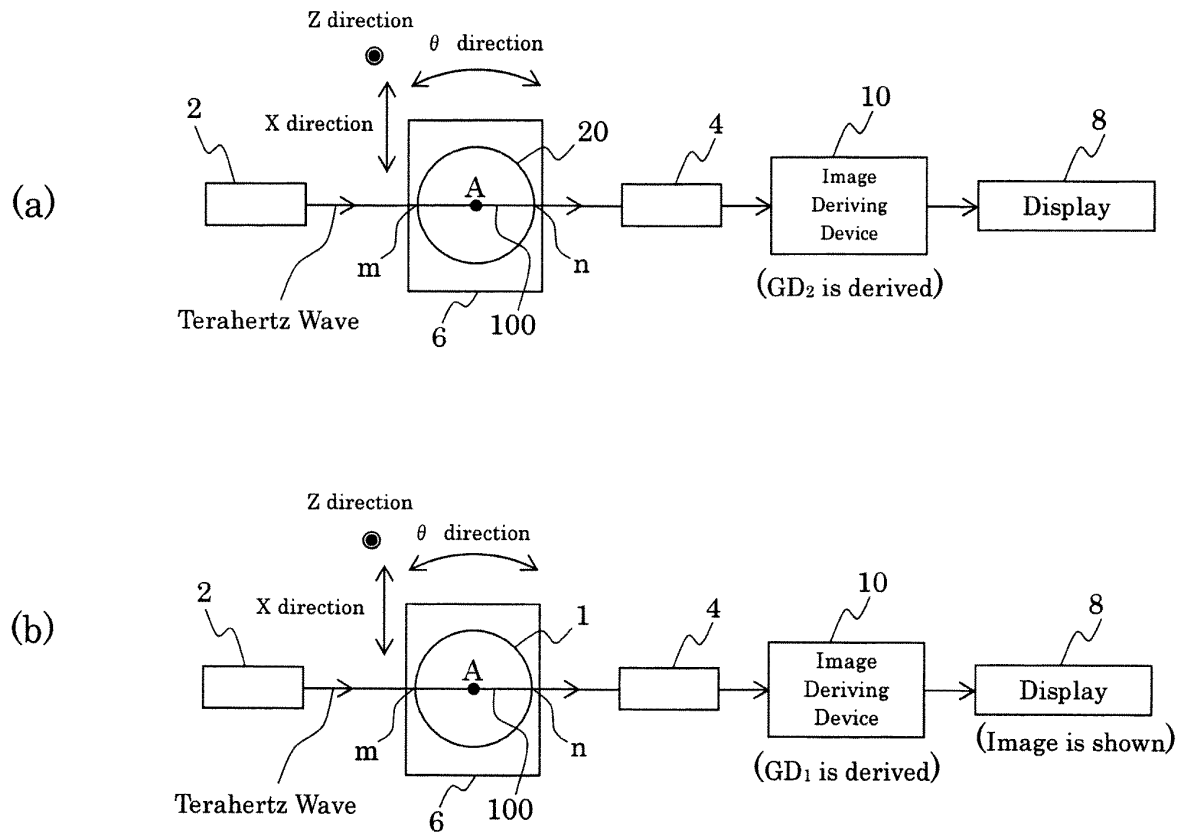 (a)
Z direction
θ direction
X direction
2
20
4
10
8
A
Image
Deriving
Device
Display
m
n
(GD₂ is derived)
Terahertz Wave
6
100
(b)
Z direction
θ direction
X direction
2
1
4
10
8
A
Image
Deriving
Device
Display
m
n
(GD₁ is derived)
(Image is shown)
Terahertz Wave
6
100